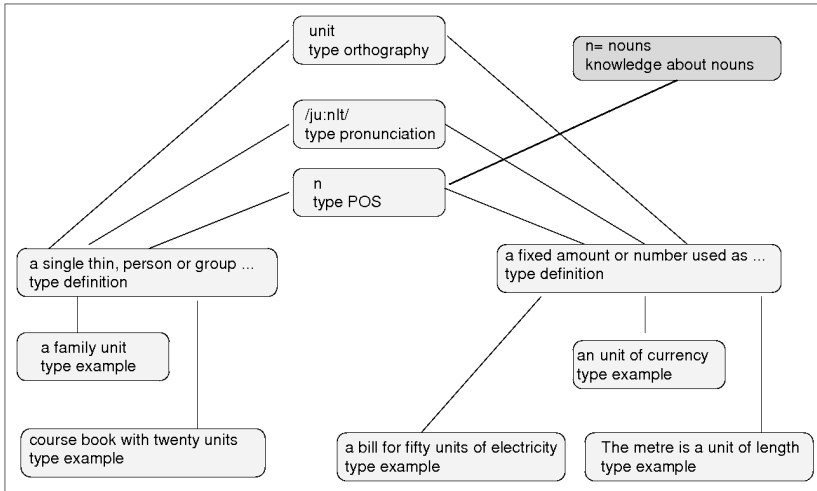 unit
type orthography
n= nouns
knowledge about nouns
/ju:nIt/
type pronunciation
n
type POS
a single thin, person or group ...
type definition
a fixed amount or number used as ...
type definition
a family unit
type example
an unit of currency
type example
course book with twenty units
type example
a bill for fifty units of electricity
type example
The metre is a unit of length
type example